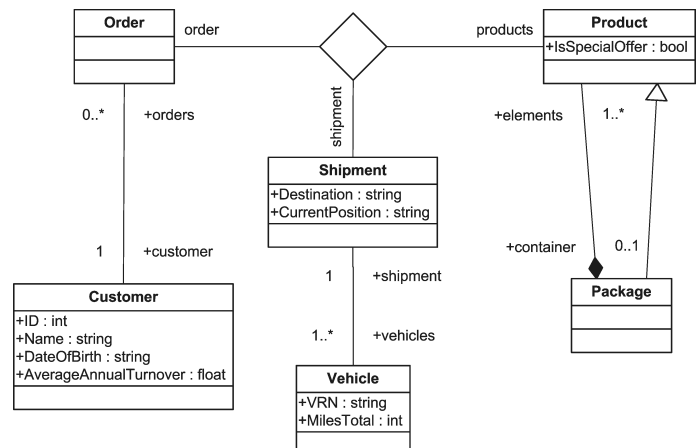 Order
order
products
Product
+IsSpecialOffer : bool
0..*
+orders
shipment
+elements
1..*
Shipment
+Destination : string
+CurrentPosition : string
1
+customer
+container
0..1
Customer
+ID : int
+Name : string
+DateOfBirth : string
+AverageAnnualTurnover : float
1
+shipment
1..*
+vehicles
Package
Vehicle
+VRN : string
+MilesTotal : int